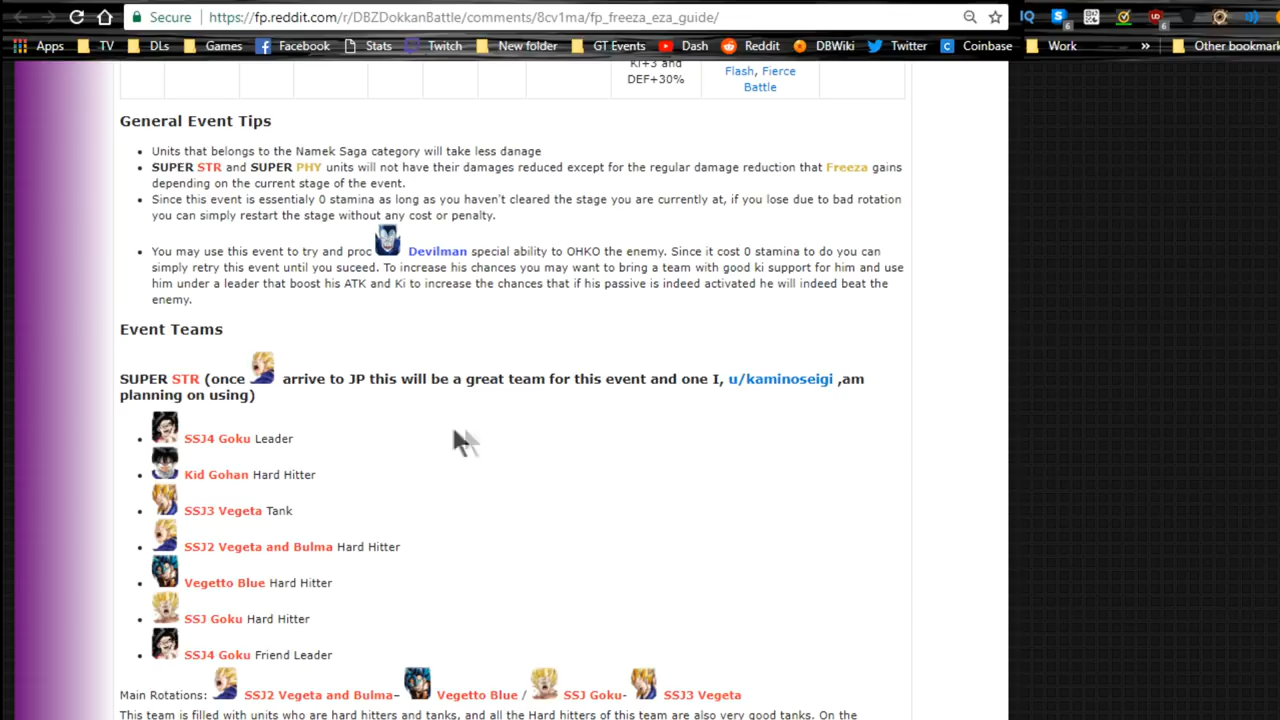 Secure https://fp.reddit.com/r/DBZDokkanBattle/comments/8cv1ma/fp_freeza_eza_guide/
Apps TV DLs Games Facebook Stats Twitch New folder GT Events Dash Reddit DBWiki Twitter Coinbase Work » Other bookmar
Ki+3 and
DEF+30%
Flash, Fierce
Battle
General Event Tips
• Units that belongs to the Namek Saga category will take less danage
• SUPER STR and SUPER PHY units will not have their damages reduced except for the regular damage reduction that Freeza gains
depending on the current stage of the event.
• Since this event is essentialy 0 stamina as long as you haven't cleared the stage you are currently at, if you lose due to bad rotation
you can simply restart the stage without any cost or penalty.
• You may use this event to try and proc Devilman special ability to OHKO the enemy. Since it cost 0 stamina to do you can
simply retry this event until you suceed. To increase his chances you may want to bring a team with good ki support for him and use
him under a leader that boost his ATK and Ki to increase the chances that if his passive is indeed activated he will indeed beat the
enemy.
Event Teams
SUPER STR (once arrive to JP this will be a great team for this event and one I, u/kaminoseigi ,am
planning on using)
• SSJ4 Goku Leader
• Kid Gohan Hard Hitter
• SSJ3 Vegeta Tank
• SSJ2 Vegeta and Bulma Hard Hitter
• Vegetto Blue Hard Hitter
• SSJ Goku Hard Hitter
• SSJ4 Goku Friend Leader
Main Rotations: SSJ2 Vegeta and Bulma– Vegetto Blue / SSJ Goku- SSJ3 Vegeta
This team is filled with units who are hard hitters and tanks, and all the Hard hitters of this team are also very good tanks. On the